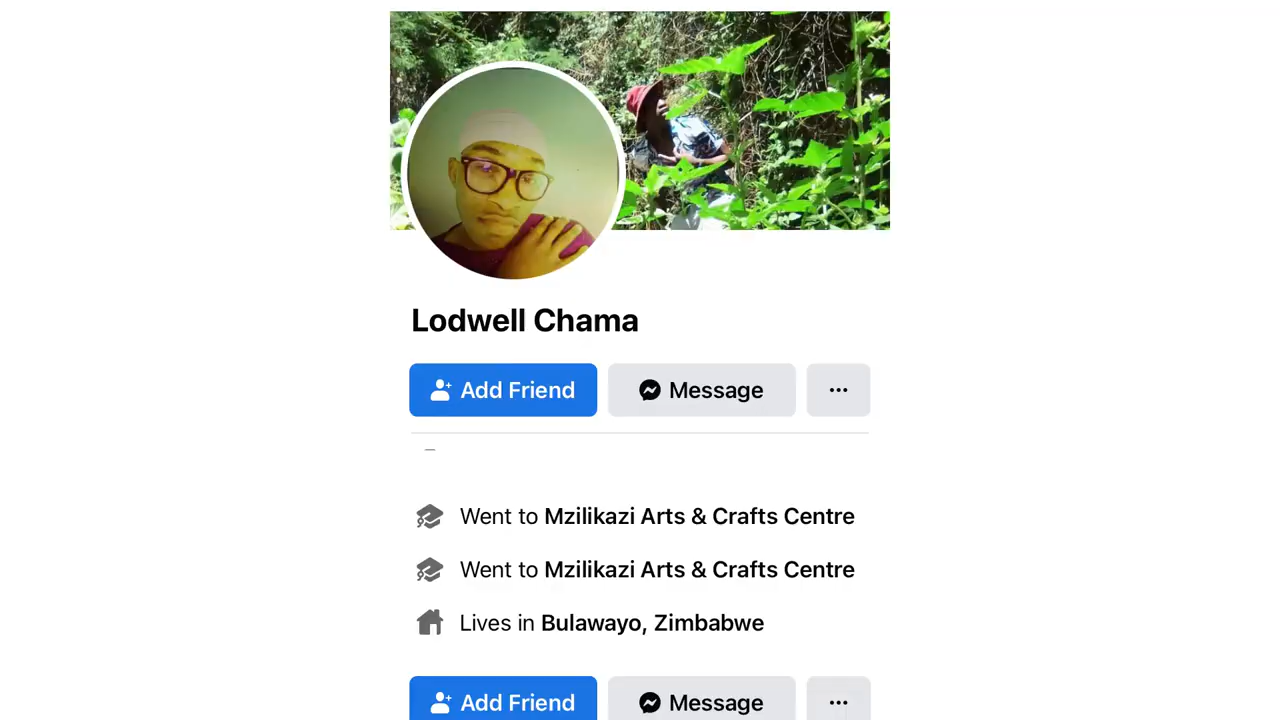 Lodwell Chama
Add Friend Message
Went to Mzilikazi Arts & Crafts Centre
Went to Mzilikazi Arts & Crafts Centre
Lives in Bulawayo, Zimbabwe
Add Friend Message